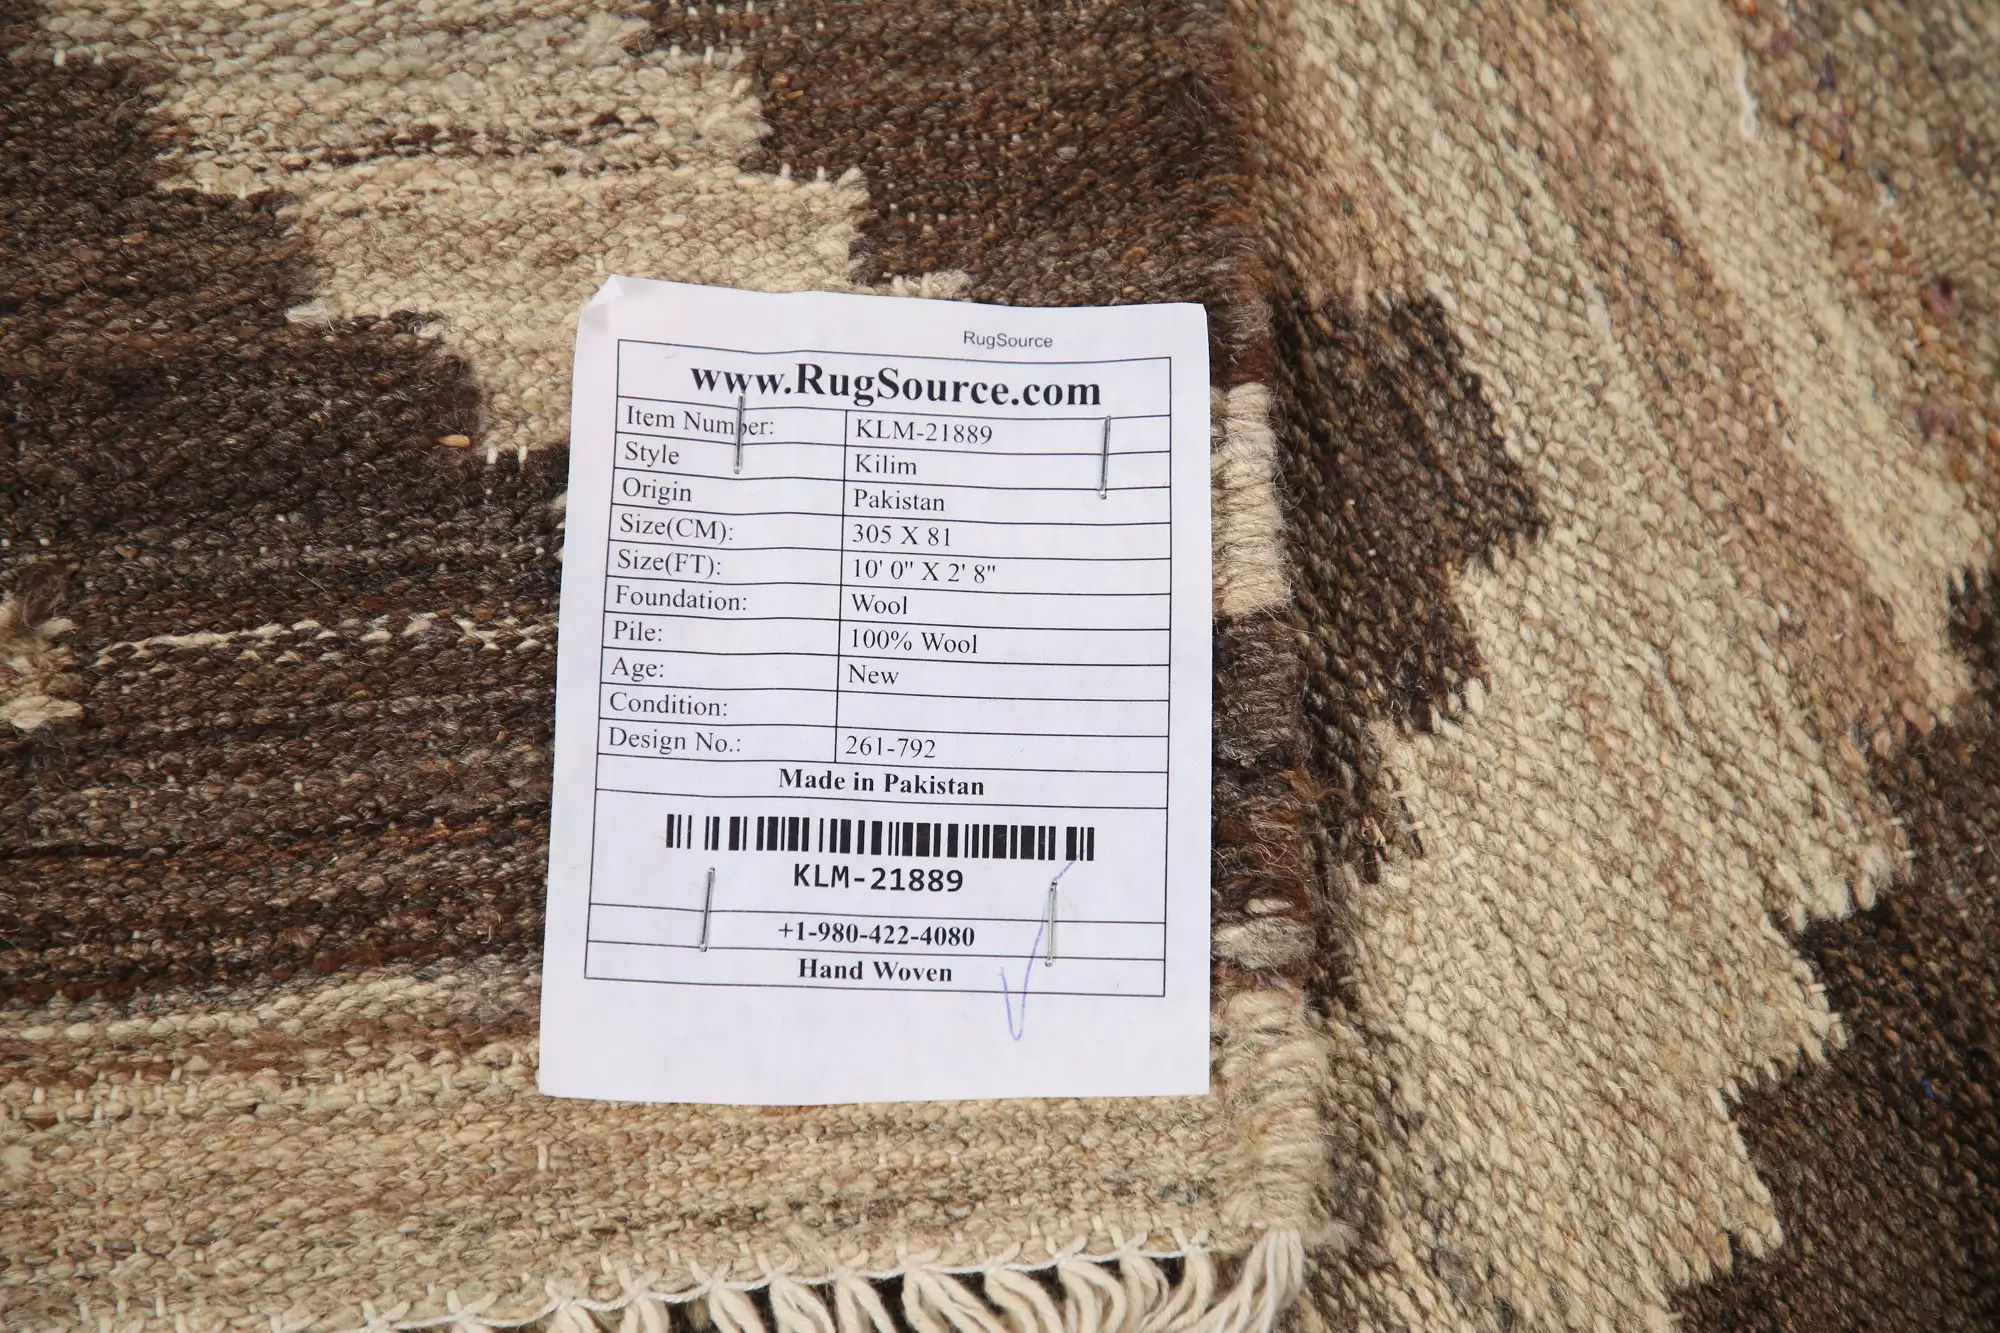 RugSource
www.RugSource.com
Item Number: KLM-21889
Style Kilim
Origin Pakistan
Size(CM): 305 X 81
Size(FT): 10' 0" X 2' 8"
Foundation: Wool
Pile: 100% Wool
Age: New
Condition:
Design No.: 261-792
Made in Pakistan
KLM-21889
+1-980-422-4080
Hand Woven